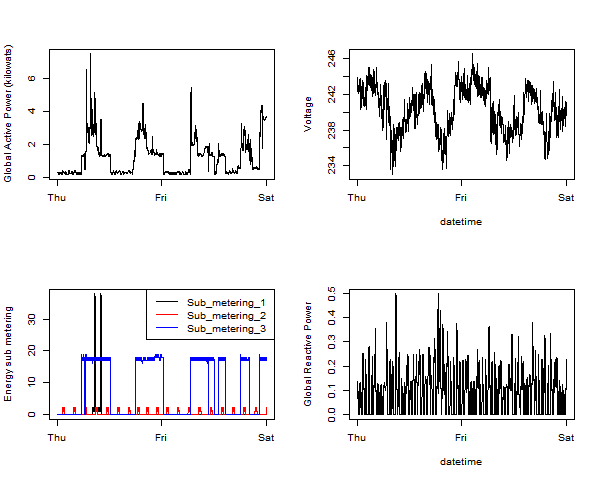 Global Active Power (kilowats)
6
4
2
0
Thu
Fri
Sat
Voltage
246
242
238
234
Thu
Fri
Sat
datetime
Energy sub metering
30
20
10
0
Sub_metering_1
Sub_metering_2
Sub_metering_3
Thu
Fri
Sat
Global Reactive Power
0.5
0.4
0.3
0.2
0.1
0.0
Thu
Fri
Sat
datetime